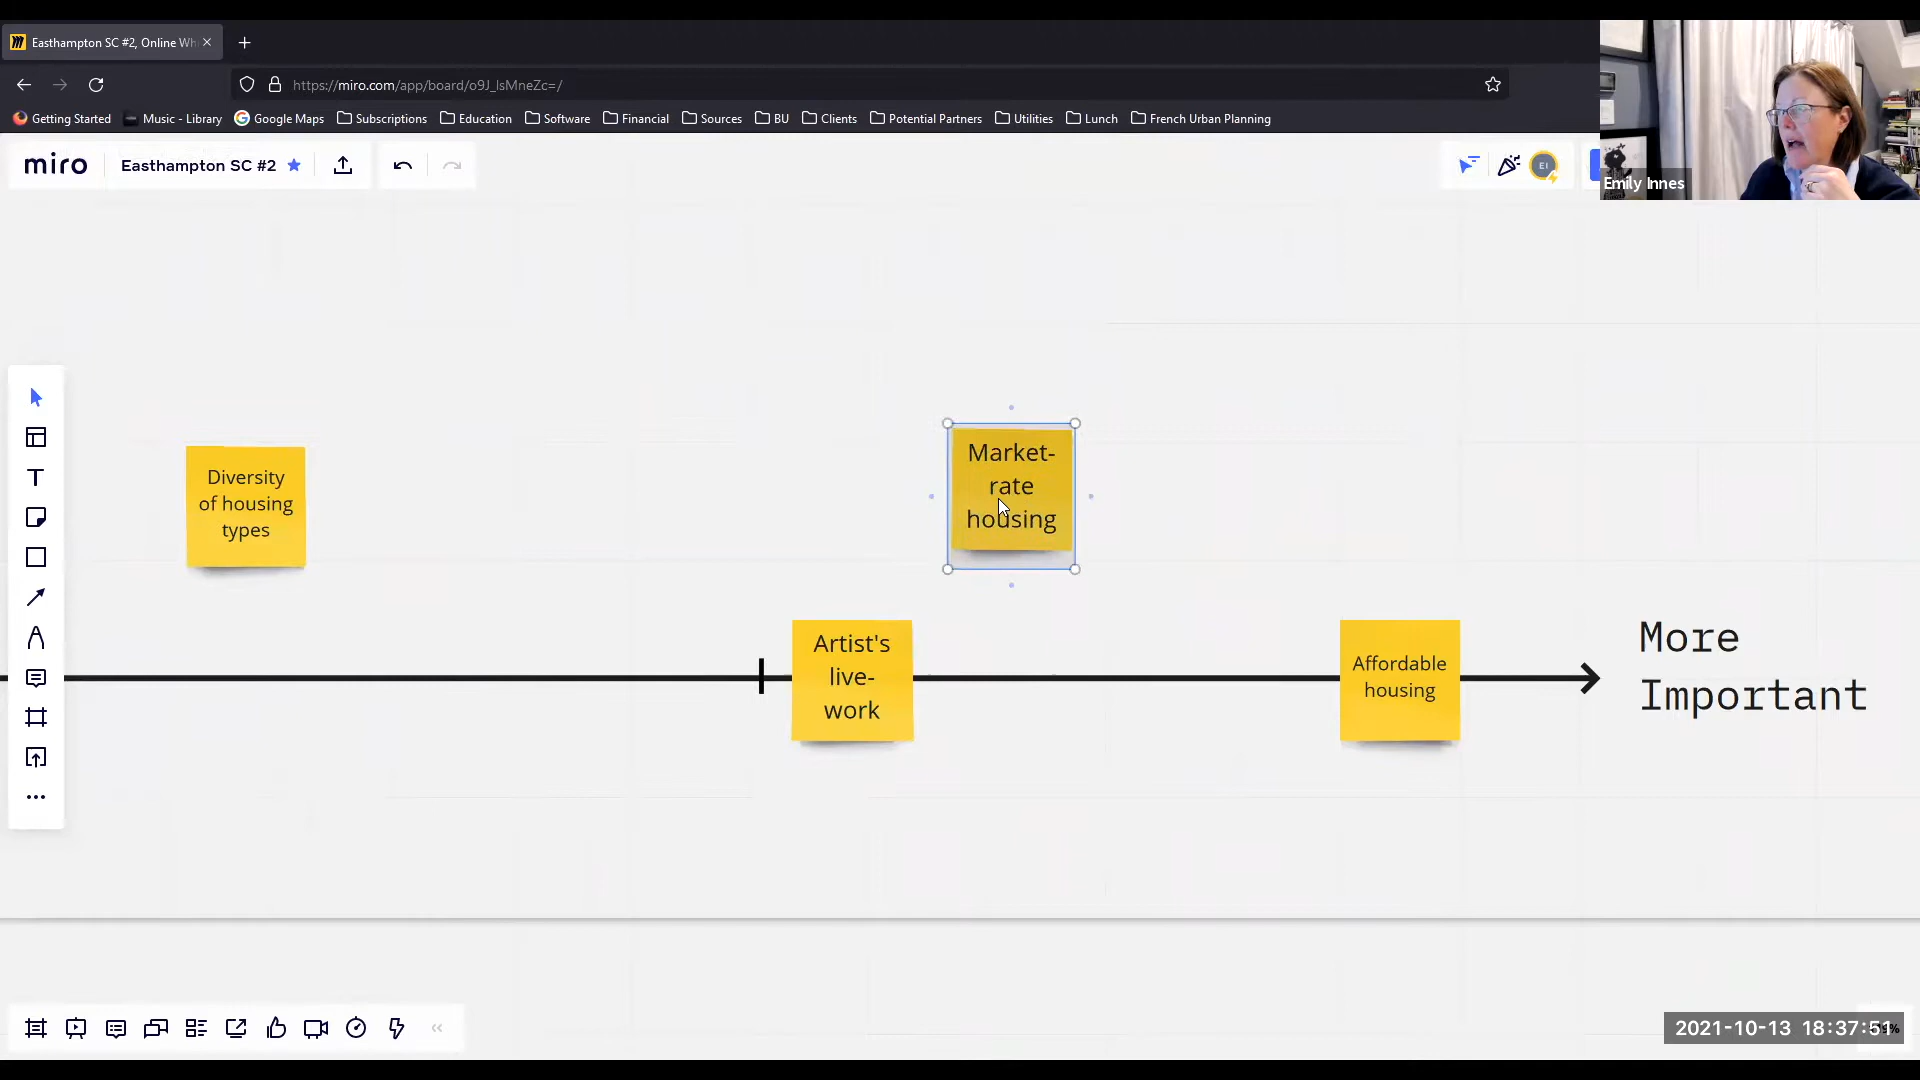 Easthampton SC #2, Online Wh
https://miro.com/app/board/o9J_lsMneZc=/
Getting Started Music - Library Google Maps Subscriptions Education Software Financial Sources BU Clients Potential Partners Utilities Lunch French Urban Planning
miro Easthampton SC #2
EI
Emily Innes
Diversity
of housing
types
Market-
rate
housing
Artist's
live-
work
Affordable
housing
More
Important
2021-10-13 18:37:51